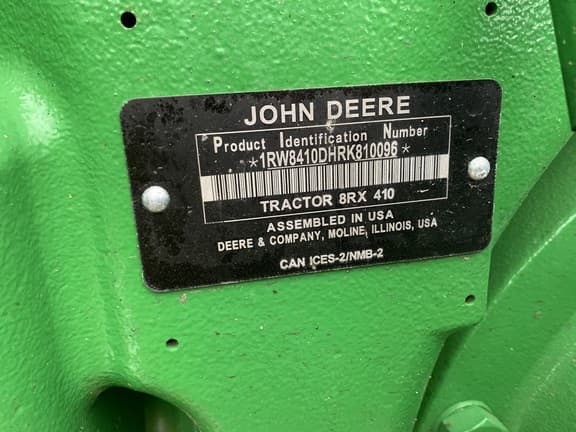 JOHN DEERE
Product Identification Number
*1RW8410DHRK810096*
TRACTOR 8RX 410
ASSEMBLED IN USA
DEERE & COMPANY, MOLINE, ILLINOIS, USA
CAN ICES-2/NMB-2